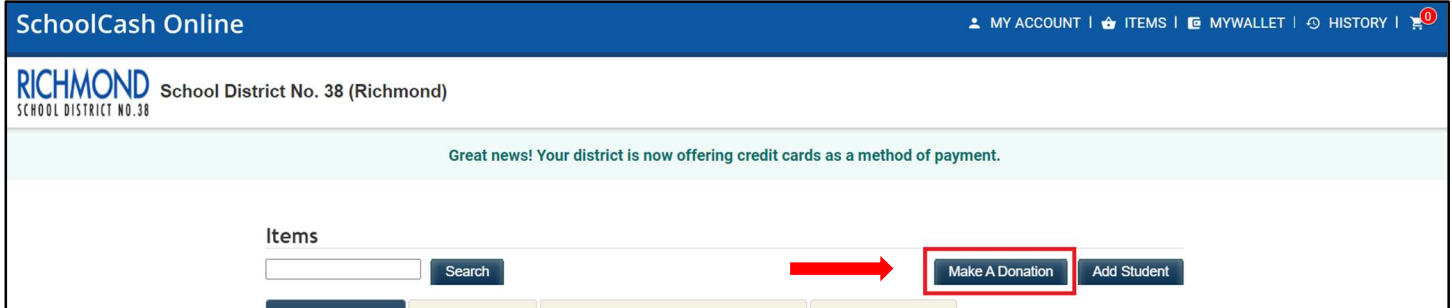 SchoolCash Online
MY ACCOUNT | ITEMS | MYWALLET | HISTORY | 0
RICHMOND
SCHOOL DISTRICT NO.38
School District No. 38 (Richmond)
Great news! Your district is now offering credit cards as a method of payment.
Items
Search
Make A Donation
Add Student